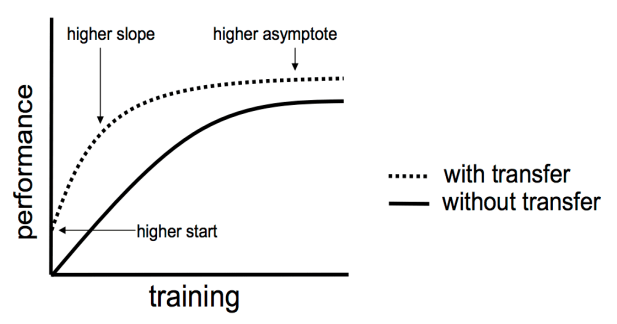 higher slope
higher asymptote
performance
higher start
training
with transfer
without transfer